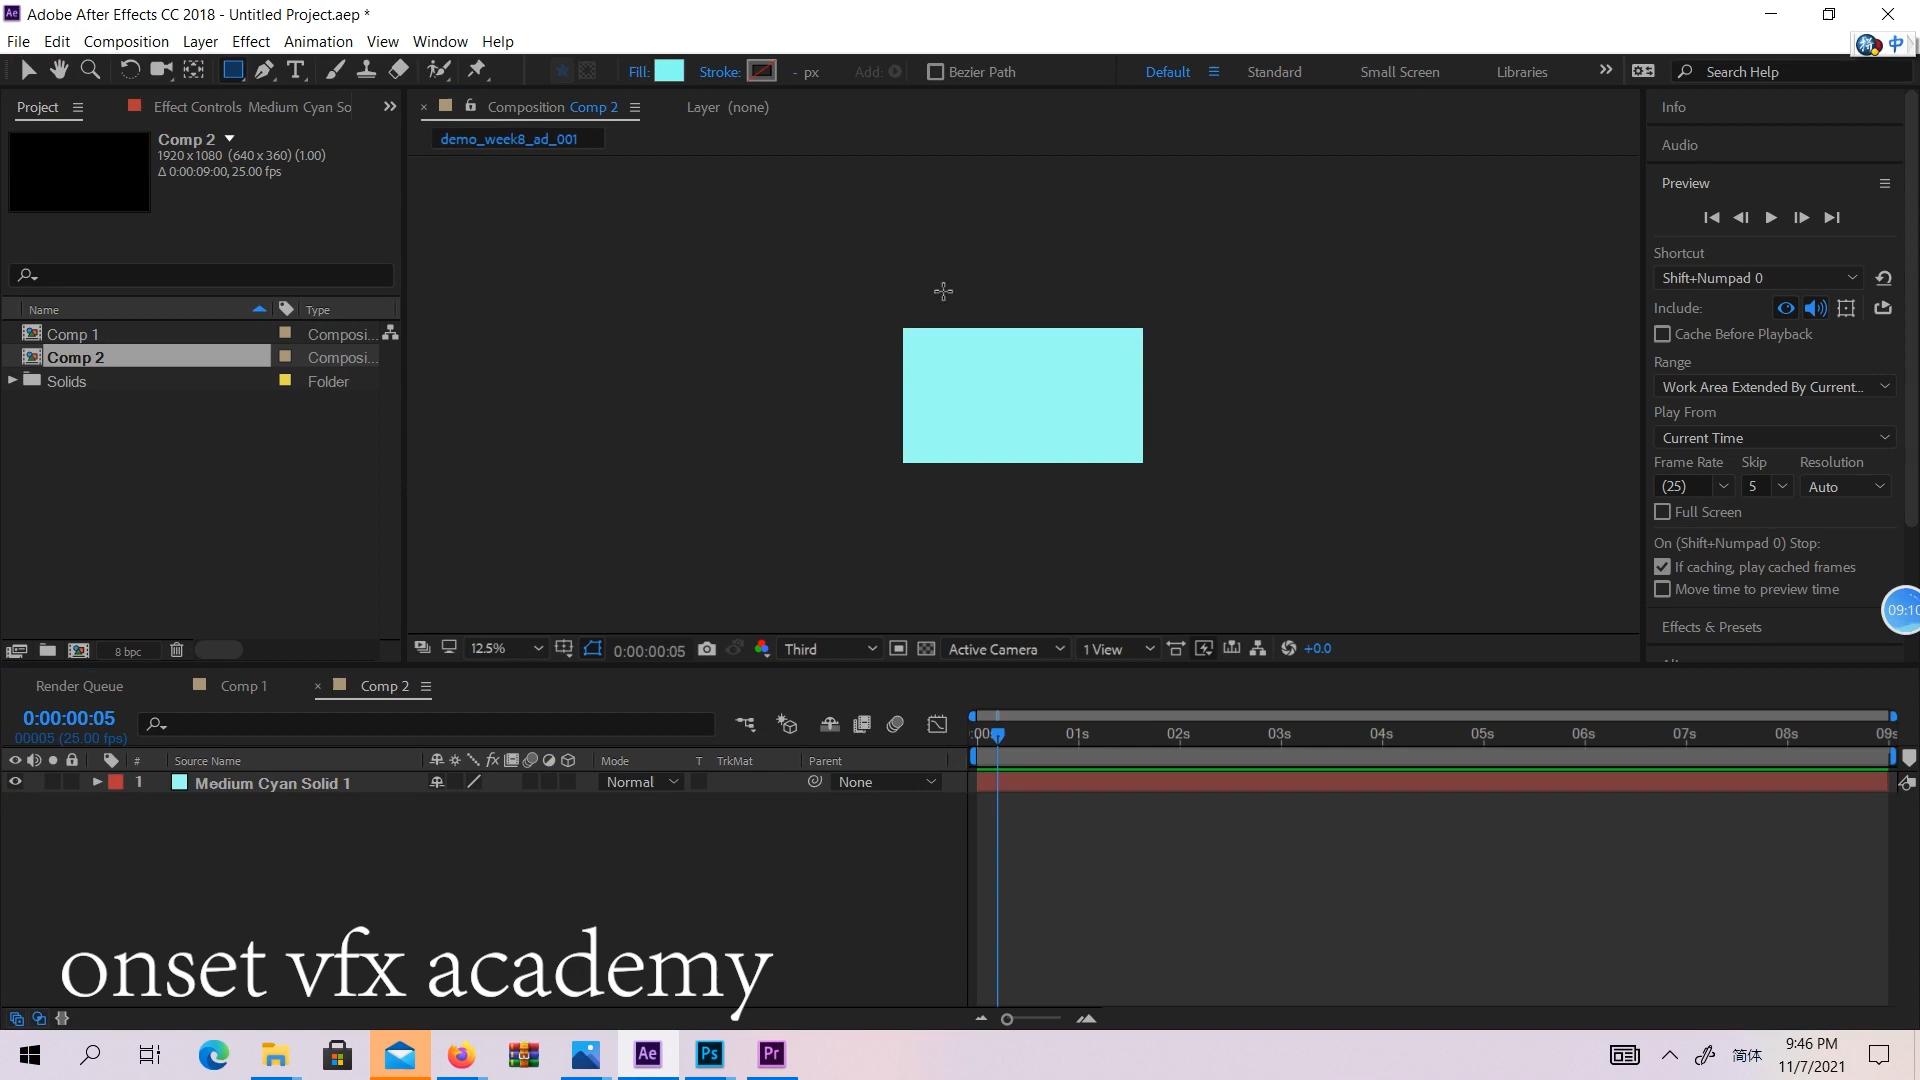 Adobe After Effects CC 2018 - Untitled Project.aep *
File Edit Composition Layer Effect Animation View Window Help
拼 中
Fill: Stroke: - px Add: Bezier Path Default Standard Small Screen Libraries Search Help
Project Effect Controls Medium Cyan So
Composition Comp 2 Layer (none)
demo_week8_ad_001
Comp 2
1920 x 1080 (640 x 360) (1.00)
Δ 0:00:09:00, 25.00 fps
Name Type
Comp 1 Composi...
Comp 2 Composi...
Solids Folder
8 bpc
12.5% 0:00:00:05 Third Active Camera 1 View +0.0
Info
Audio
Preview
Shortcut
Shift+Numpad 0
Include:
Cache Before Playback
Range
Work Area Extended By Current...
Play From
Current Time
Frame Rate Skip Resolution
(25) 5 Auto
Full Screen
On (Shift+Numpad 0) Stop:
If caching, play cached frames
Move time to preview time
09:10
Effects & Presets
Render Queue Comp 1 Comp 2
0:00:00:05
00005 (25.00 fps)
:00s 01s 02s 03s 04s 05s 06s 07s 08s 09s
# Source Name fx Mode T TrkMat Parent
1 Medium Cyan Solid 1 Normal None
onset vfx academy
Ae Ps Pr
简体
9:46 PM
11/7/2021